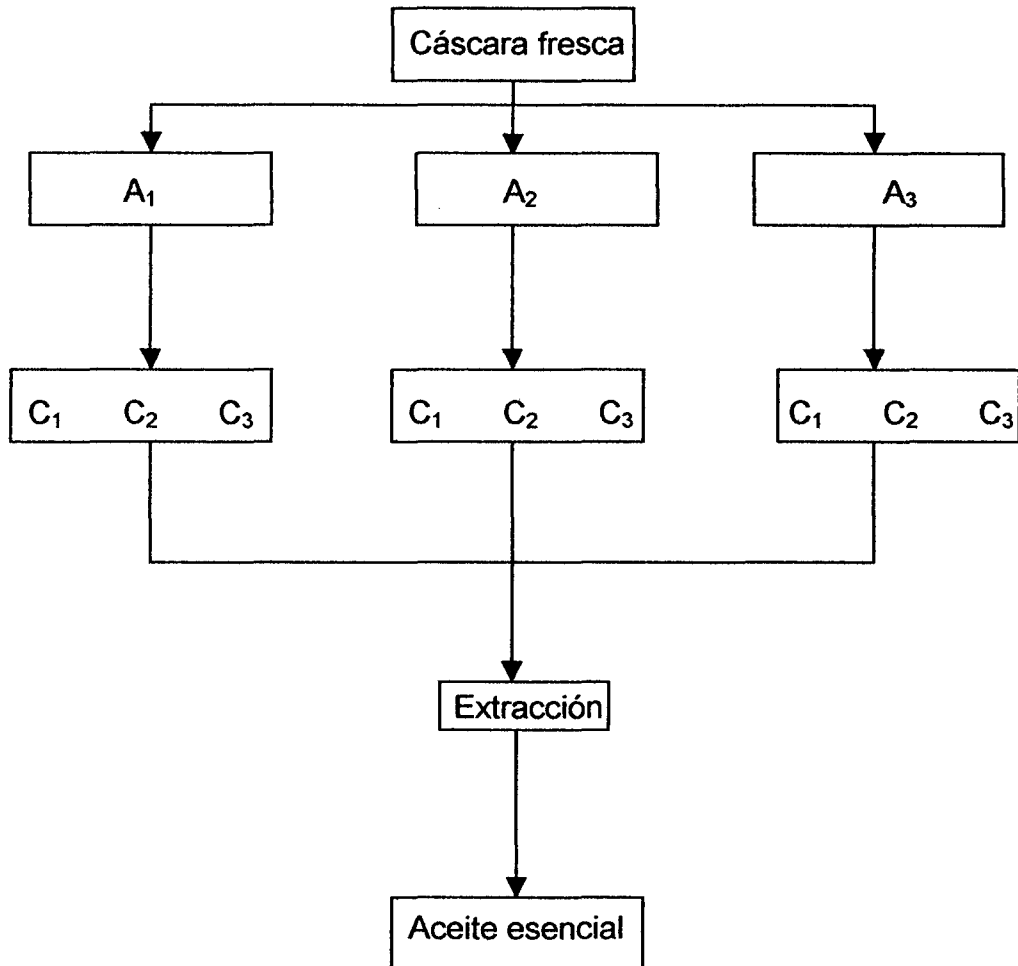 Cáscara fresca
A₁ A₂ A₃
C₁ C₂ C₃ C₁ C₂ C₃ C₁ C₂ C₃
Extracción
Aceite esencial